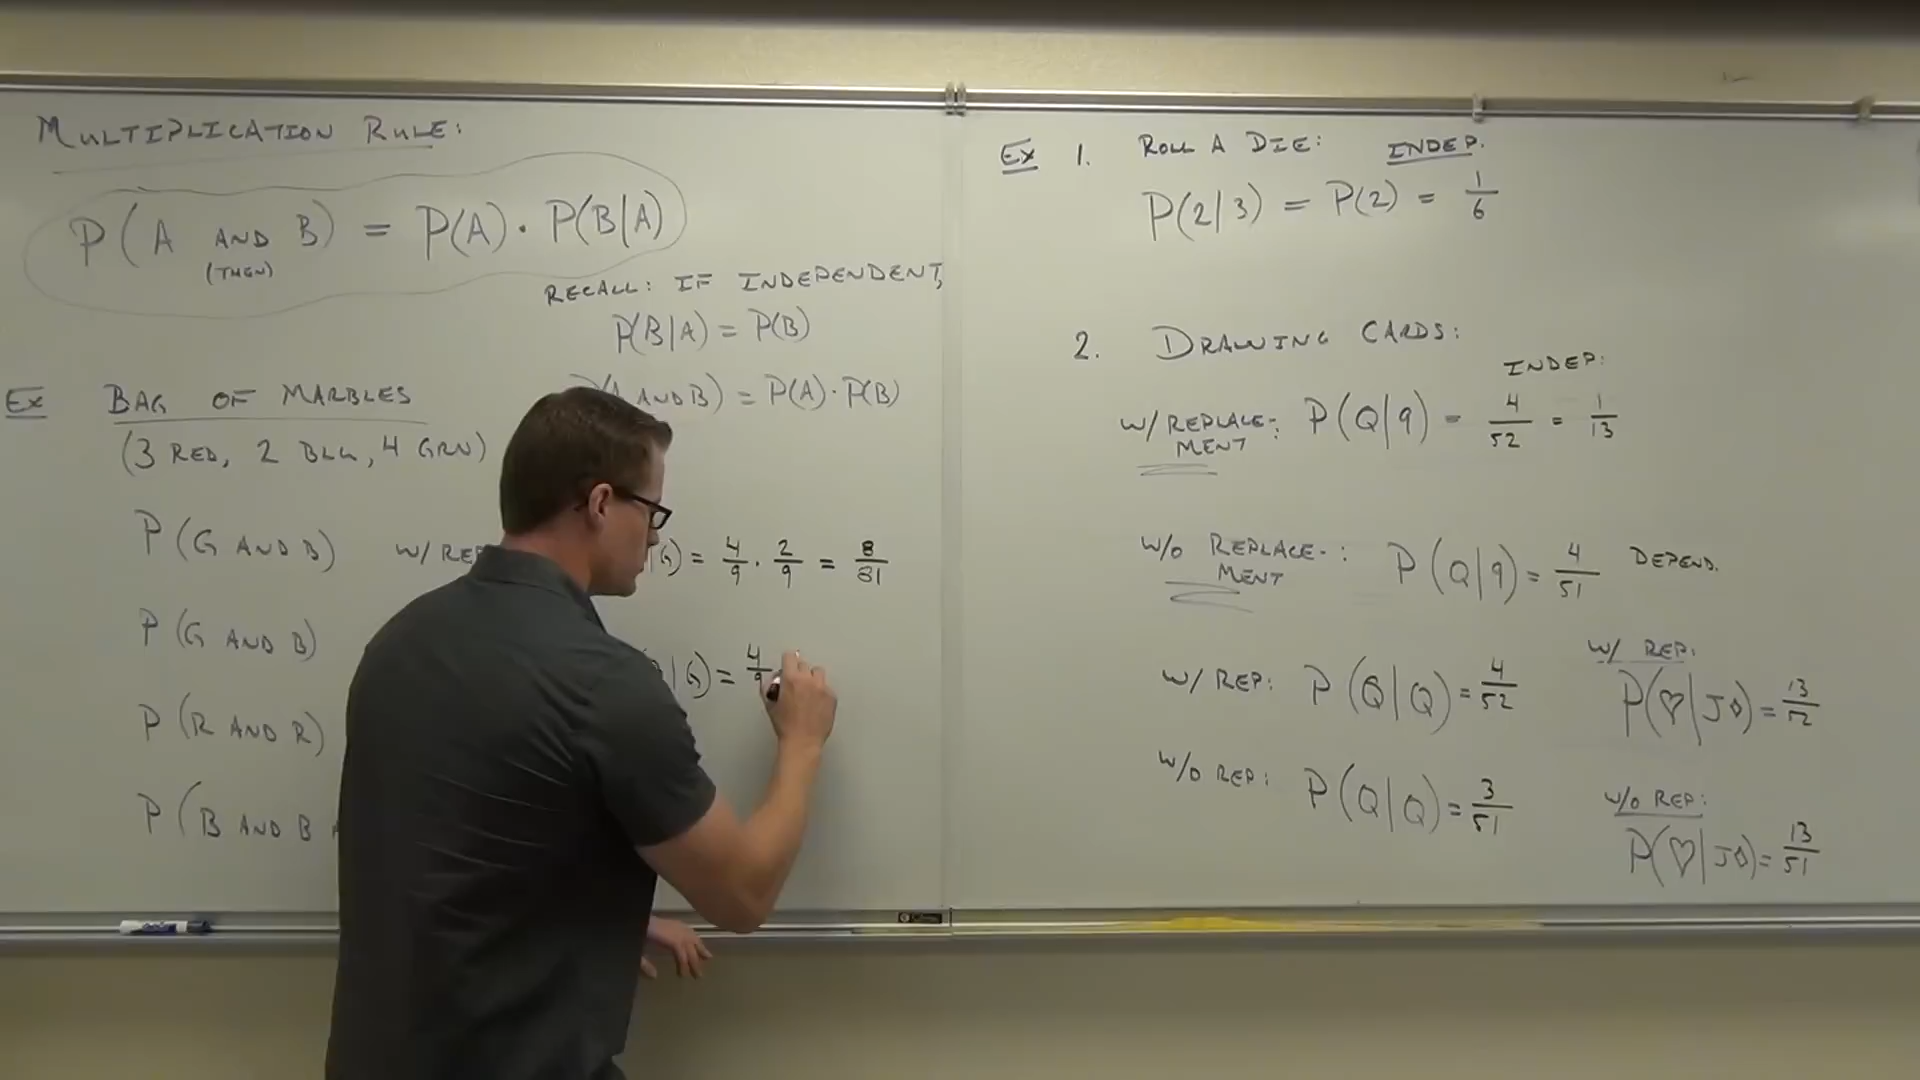 MULTIPLICATION RULE:
P(A AND B) = P(A) · P(B|A)
(THEN)
RECALL: IF INDEPENDENT,
P(B|A) = P(B)
AND B) = P(A) · P(B)
EX BAG OF MARBLES
(3 RED, 2 BLU, 4 GRN)
P(G AND B) W/ REP G) = 4/9 · 2/9 = 8/81
P(G AND B) |G) = 4/9
P(R AND R)
P(B AND B
EX 1. ROLL A DIE: INDEP.
P(2|3) = P(2) = 1/6
2. DRAWING CARDS:
INDEP:
W/ REPLACE-MENT: P(Q|9) = 4/52 = 1/13
W/O REPLACE-MENT: P(Q|9) = 4/51 DEPEND.
W/ REP: P(Q|Q) = 4/52
W/O REP: P(Q|Q) = 3/51
W/ REP:
P(♡|J◊) = 13/52
W/O REP:
P(♡|J◊) = 13/51